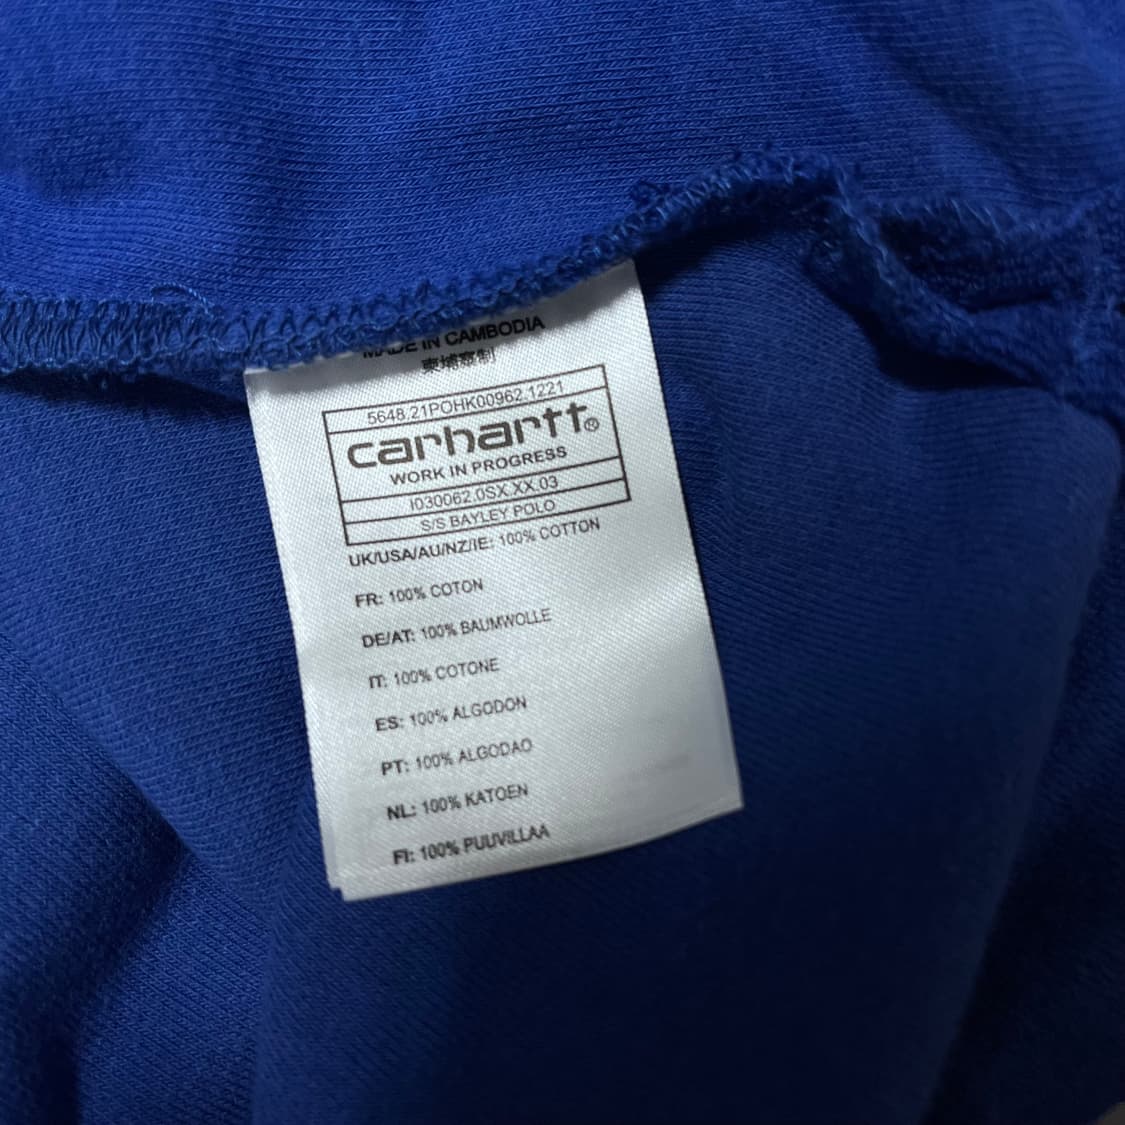 MADE IN CAMBODIA
柬埔寨制
5648.21POHK00962.1221
carhartt®
WORK IN PROGRESS
I030062.0SX.XX.03
S/S BAYLEY POLO
UK/USA/AU/NZ/IE: 100% COTTON
FR: 100% COTON
DE/AT: 100% BAUMWOLLE
IT: 100% COTONE
ES: 100% ALGODON
PT: 100% ALGODAO
NL: 100% KATOEN
FI: 100% PUUVILLAA